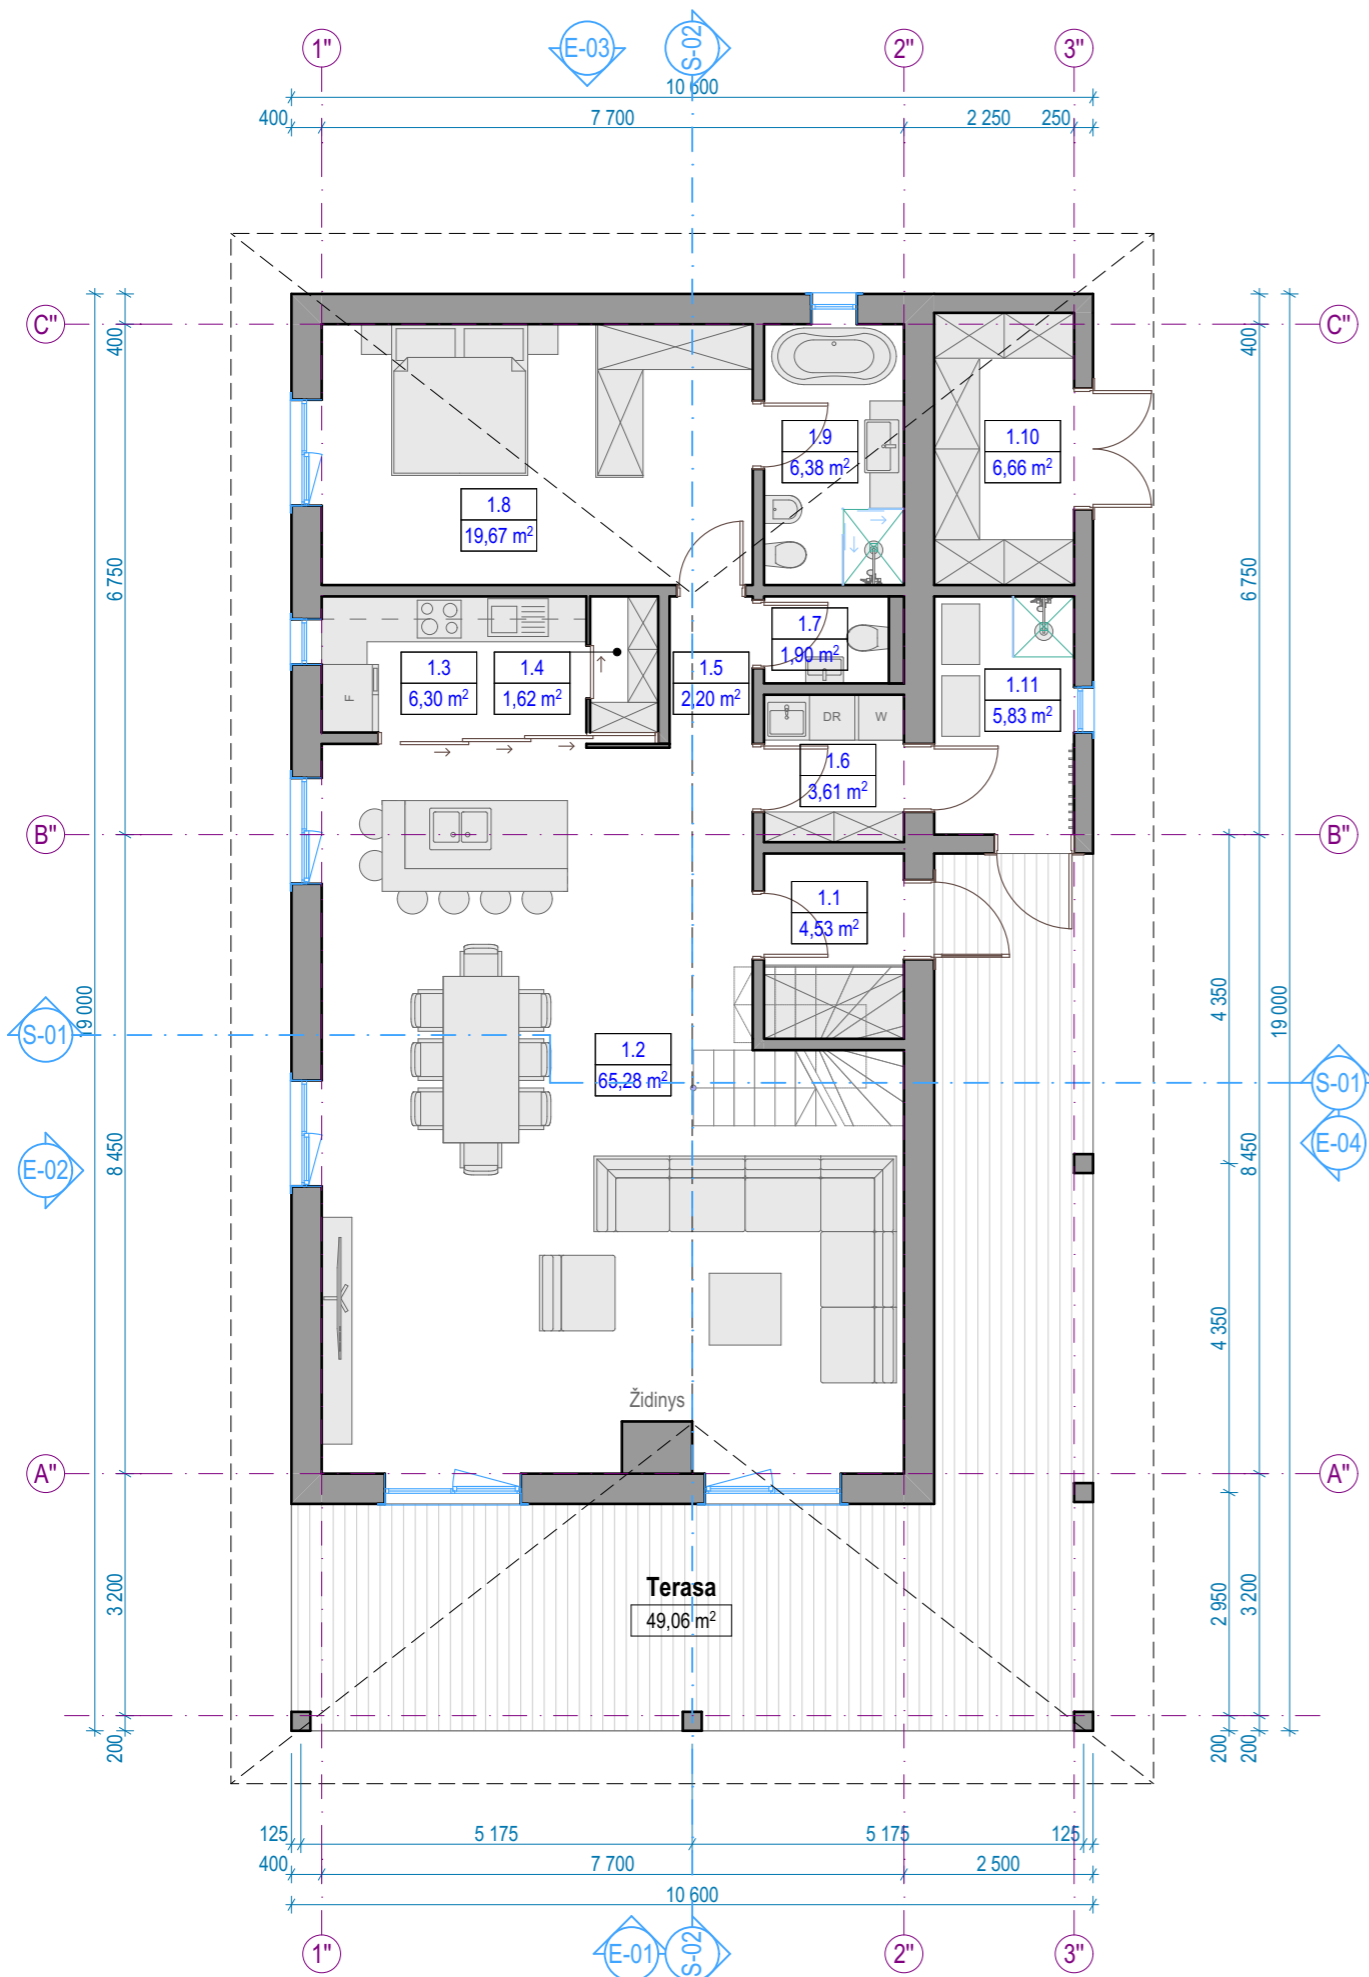 1" E-03 S-02 2" 3"
10 600
400 7 700 2 250 250
C" C"
400 400
1.9 1.10
6,38 m² 6,66 m²
1.8
19,67 m²
6 750 6 750
1.7
1,90 m²
1.3 1.4 1.5 1.11
6,30 m² 1,62 m² 2,20 m² 5,83 m²
F
DR W
1.6
3,61 m²
B" B"
1.1
4,53 m²
19 000 4 350 19 000
S-01
1.2
65,28 m²
S-01
E-02 8 450 8 450 E-04
4 350
Židinys
A" A"
Terasa
49,06 m²
3 200 2 950 3 200
200 200 200
125 5 175 5 175 125
400 7 700 2 500
10 600
1" E-01 S-02 2" 3"